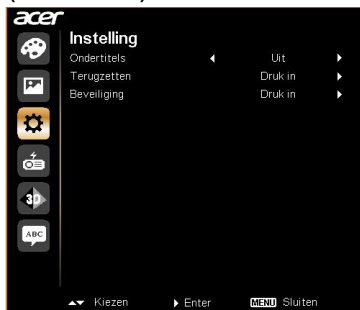 acer
Instelling
Ondertitels Uit
Terugzetten Druk in
Beveiliging Druk in
3D
ABC
Kiezen Enter MENU Sluiten